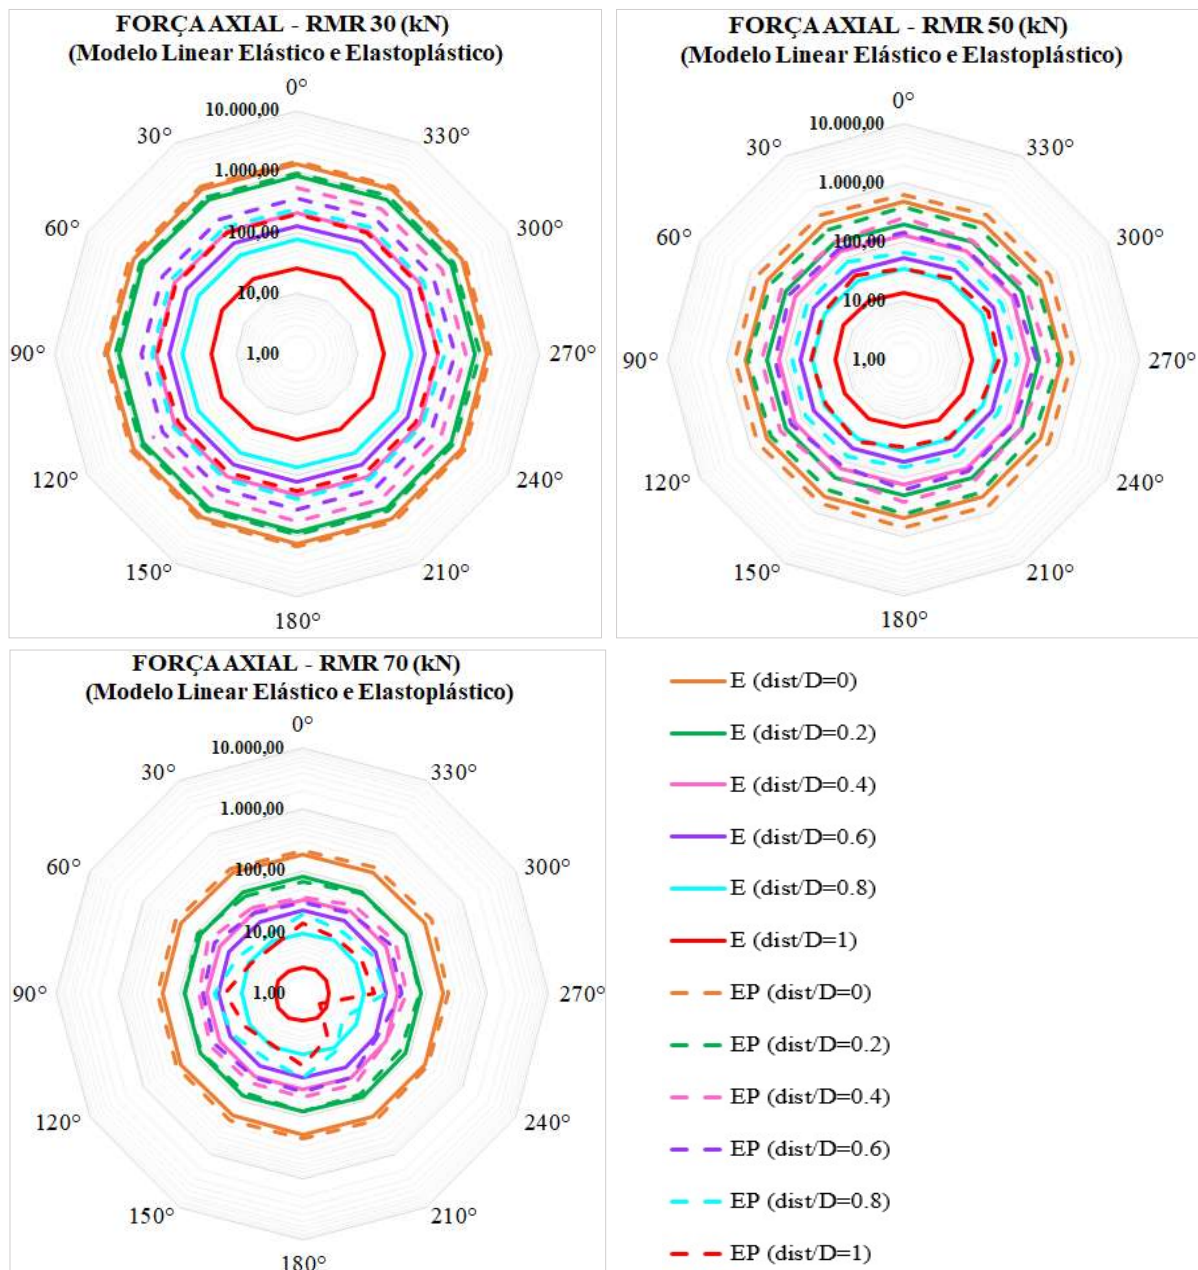 FORÇA AXIAL - RMR 30 (kN)
(Modelo Linear Elástico e Elastoplástico)
0°
10.000,00
30°
330°
1.000,00
60°
300°
100,00
10,00
90°
1,00
270°
120°
240°
150°
210°
180°
FORÇA AXIAL - RMR 50 (kN)
(Modelo Linear Elástico e Elastoplástico)
0°
10.000,00
30°
330°
1.000,00
60°
300°
100,00
10,00
90°
1,00
270°
120°
240°
150°
210°
180°
FORÇA AXIAL - RMR 70 (kN)
(Modelo Linear Elástico e Elastoplástico)
0°
10.000,00
30°
330°
1.000,00
60°
300°
100,00
10,00
90°
1,00
270°
120°
240°
150°
210°
180°
E (dist/D=0)
E (dist/D=0.2)
E (dist/D=0.4)
E (dist/D=0.6)
E (dist/D=0.8)
E (dist/D=1)
EP (dist/D=0)
EP (dist/D=0.2)
EP (dist/D=0.4)
EP (dist/D=0.6)
EP (dist/D=0.8)
EP (dist/D=1)